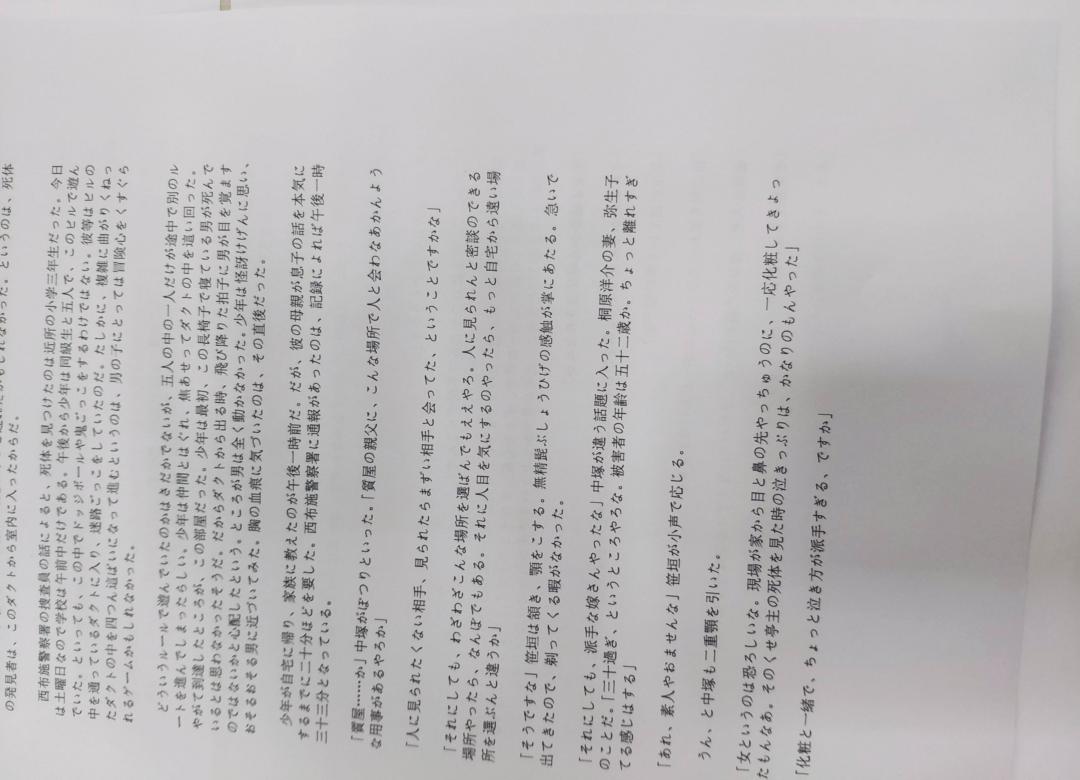 の発見者は、このダクトから室内に入ったからだ。
西布施警察署の捜査員の話によると、死体を見つけたのは近所の小学三年生だった。今日
は土曜日なので学校は午前中だけである。午後から少年は同級生と五人で、このビルで遊ん
でいた。といっても、この中でドッジボールや鬼ごっこをするわけではない。彼等はビルの
中を通っているダクトに入り、迷路ごっこをしていたのだ。たしかに、複雑に曲がりくねっ
たダクトの中を四つん這ばいになって進むというのは、男の子にとっては冒険心をくすぐら
れるゲームかもしれなかった。
どういうルールで遊んでいたのかはさだかでないが、五人の中の一人だけが途中で別のル
ートを進んでしまったらしい。少年は仲間とはぐれ、焦あせってダクトの中を這い回った。
やがて到達したところが、この部屋だった。少年は最初、この長椅子で寝ている男が死んで
いるとは思わなかったそうだ。だからダクトから出る時、飛び降りた拍子に男が目を覚ます
のではないかと心配したという。ところが男は全く動かなかった。少年は怪訝けげんに思い、
おそるおそる男に近づいてみた。胸の血痕に気づいたのは、その直後だった。
少年が自宅に帰り、家族に教えたのが午後一時前だ。だが、彼の母親が息子の話を本気に
するまでに二十分ほどを要した。西布施警察署に通報があったのは、記録によれば午後一時
三十三分となっている。
「質屋……か」中塚がぽつりといった。「質屋の親父に、こんな場所で人と会わなあかんよう
な用事があるやろか」
「人に見られたくない相手、見られたらまずい相手と会ってた、ということですかな」
「それにしても、わざわざこんな場所を選ばんでもええやろ。人に見られんと密談のできる
場所やったら、なんぼでもある。それに人目を気にするのやったら、もっと自宅から遠い場
所を選ぶんと違うか」
「そうですな」笹垣は頷き、顎をこする。無精髭ぶしょうひげの感触が掌にあたる。急いで
出てきたので、剃ってくる暇がなかった。
「それにしても、派手な嫁さんやったな」中塚が違う話題に入った。桐原洋介の妻、弥生子
のことだ。「三十過ぎ、というところやろな。被害者の年齢は五十二歳か。ちょっと離れすぎ
てる感じはする」
「あれ、素人やおませんな」笹垣が小声で応じる。
うん、と中塚も二重顎を引いた。
「女というのは恐ろしいな。現場が家から目と鼻の先やっちゅうのに、一応化粧してきよっ
たもんなあ。そのくせ亭主の死体を見た時の泣きっぷりは、かなりのもんやった」
「化粧と一緒で、ちょっと泣き方が派手すぎる、ですか」